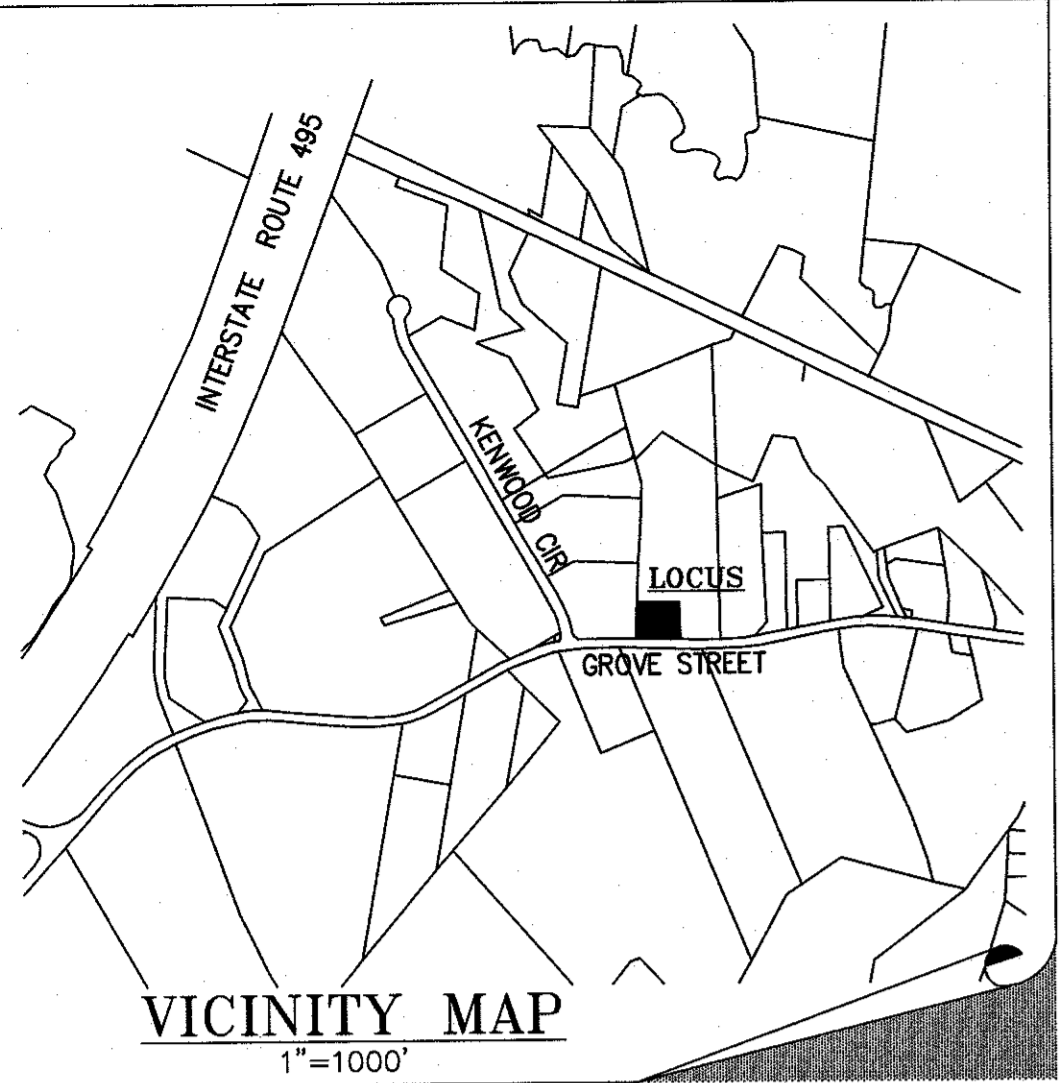 INTERSTATE ROUTE 495
KENWOOD CIR
LOCUS
GROVE STREET
VICINITY MAP
1"=1000'